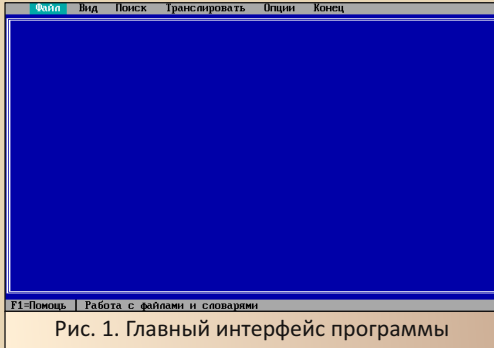 Файл Вид Поиск Транслировать Опции Конец
F1=Помощь | Работа с файлами и словарями
Рис. 1. Главный интерфейс программы